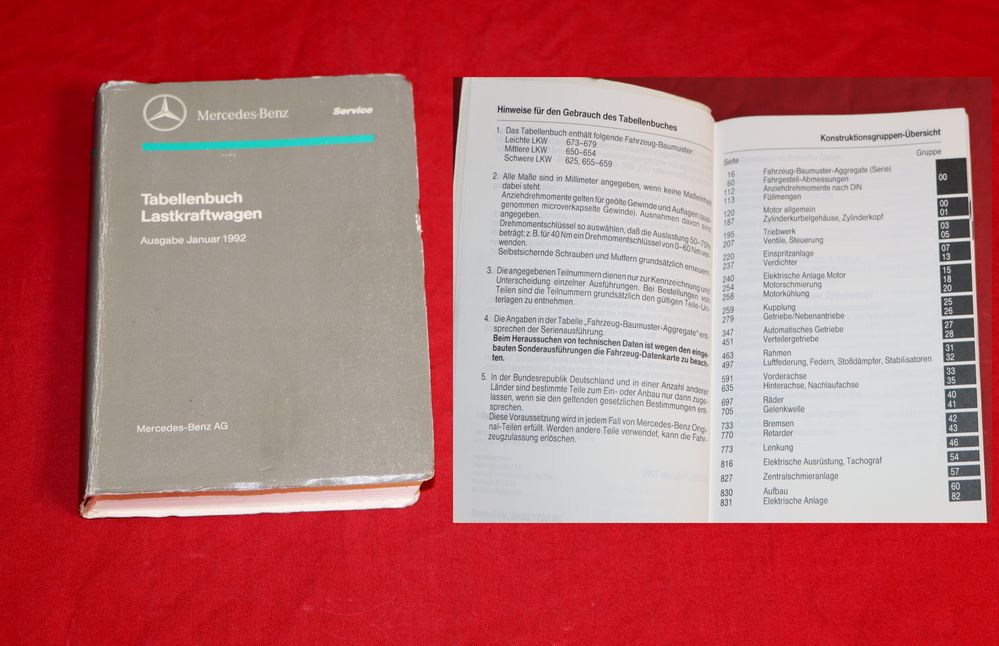 Mercedes-Benz
Service
Tabellenbuch
Lastkraftwagen
Ausgabe Januar 1992
Mercedes-Benz AG
Hinweise für den Gebrauch des Tabellenbuches
1. Das Tabellenbuch enthält folgende Fahrzeug-Baumuster:
Leichte LKW 673–679
Mittlere LKW 650–654
Schwere LKW 625, 655–659
2. Alle Maße sind in Millimeter angegeben, wenn keine Maßeinheit
dabei steht.
Anziehdrehmomente gelten für geölte Gewinde und Auflagen (aus-
genommen microverkapselte Gewinde). Ausnahmen davon sind
angegeben.
Drehmomentschlüssel so auswählen, daß die Auslastung 50–70%
beträgt; z. B. für 40 Nm ein Drehmomentschlüssel von 0–60 Nm ver-
wenden.
Selbstsichernde Schrauben und Muttern grundsätzlich erneuern.
3. Die angegebenen Teilnummern dienen nur zur Kennzeichnung und
Unterscheidung einzelner Ausführungen. Bei Bestellungen von
Teilen sind die Teilnummern grundsätzlich den gültigen Teile-Un-
terlagen zu entnehmen.
4. Die Angaben in der Tabelle „Fahrzeug-Baumuster-Aggregate“ ent-
sprechen der Serienausführung.
Beim Heraussuchen von technischen Daten ist wegen den einge-
bauten Sonderausführungen die Fahrzeug-Datenkarte zu beach-
ten.
5. In der Bundesrepublik Deutschland und in einer Anzahl anderer
Länder sind bestimmte Teile zum Ein- oder Anbau nur dann zuge-
lassen, wenn sie den geltenden gesetzlichen Bestimmungen ent-
sprechen.
Diese Voraussetzung wird in jedem Fall von Mercedes-Benz Origi-
nal-Teilen erfüllt. Werden andere Teile verwendet, kann die Fahr-
zeugzulassung erlöschen.
Konstruktionsgruppen-Übersicht
Seite Gruppe
16 Fahrzeug-Baumuster-Aggregate (Serie)
60 Fahrgestell-Abmessungen 00
112 Anziehdrehmomente nach DIN
113 Füllmengen
120 Motor allgemein 00
187 Zylinderkurbelgehäuse, Zylinderkopf 01
195 Triebwerk 03
207 Ventile, Steuerung 05
220 Einspritzanlage 07
237 Verdichter 13
240 Elektrische Anlage Motor 15
254 Motorschmierung 18
258 Motorkühlung 20
259 Kupplung 25
279 Getriebe/Nebenantriebe 26
347 Automatisches Getriebe 27
451 Verteilergetriebe 28
463 Rahmen 31
497 Luftfederung, Federn, Stoßdämpfer, Stabilisatoren 32
591 Vorderachse 33
635 Hinterachse, Nachlaufachse 35
697 Räder 40
705 Gelenkwelle 41
733 Bremsen 42
770 Retarder 43
773 Lenkung 46
816 Elektrische Ausrüstung, Tachograf 54
827 Zentralschmieranlage 57
830 Aufbau 60
831 Elektrische Anlage 82